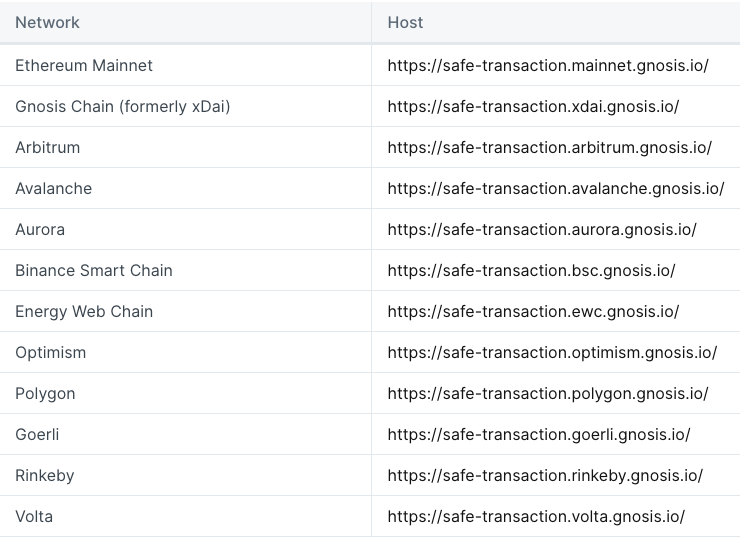 Network Host
Ethereum Mainnet https://safe-transaction.mainnet.gnosis.io/
Gnosis Chain (formerly xDai) https://safe-transaction.xdai.gnosis.io/
Arbitrum https://safe-transaction.arbitrum.gnosis.io/
Avalanche https://safe-transaction.avalanche.gnosis.io/
Aurora https://safe-transaction.aurora.gnosis.io/
Binance Smart Chain https://safe-transaction.bsc.gnosis.io/
Energy Web Chain https://safe-transaction.ewc.gnosis.io/
Optimism https://safe-transaction.optimism.gnosis.io/
Polygon https://safe-transaction.polygon.gnosis.io/
Goerli https://safe-transaction.goerli.gnosis.io/
Rinkeby https://safe-transaction.rinkeby.gnosis.io/
Volta https://safe-transaction.volta.gnosis.io/